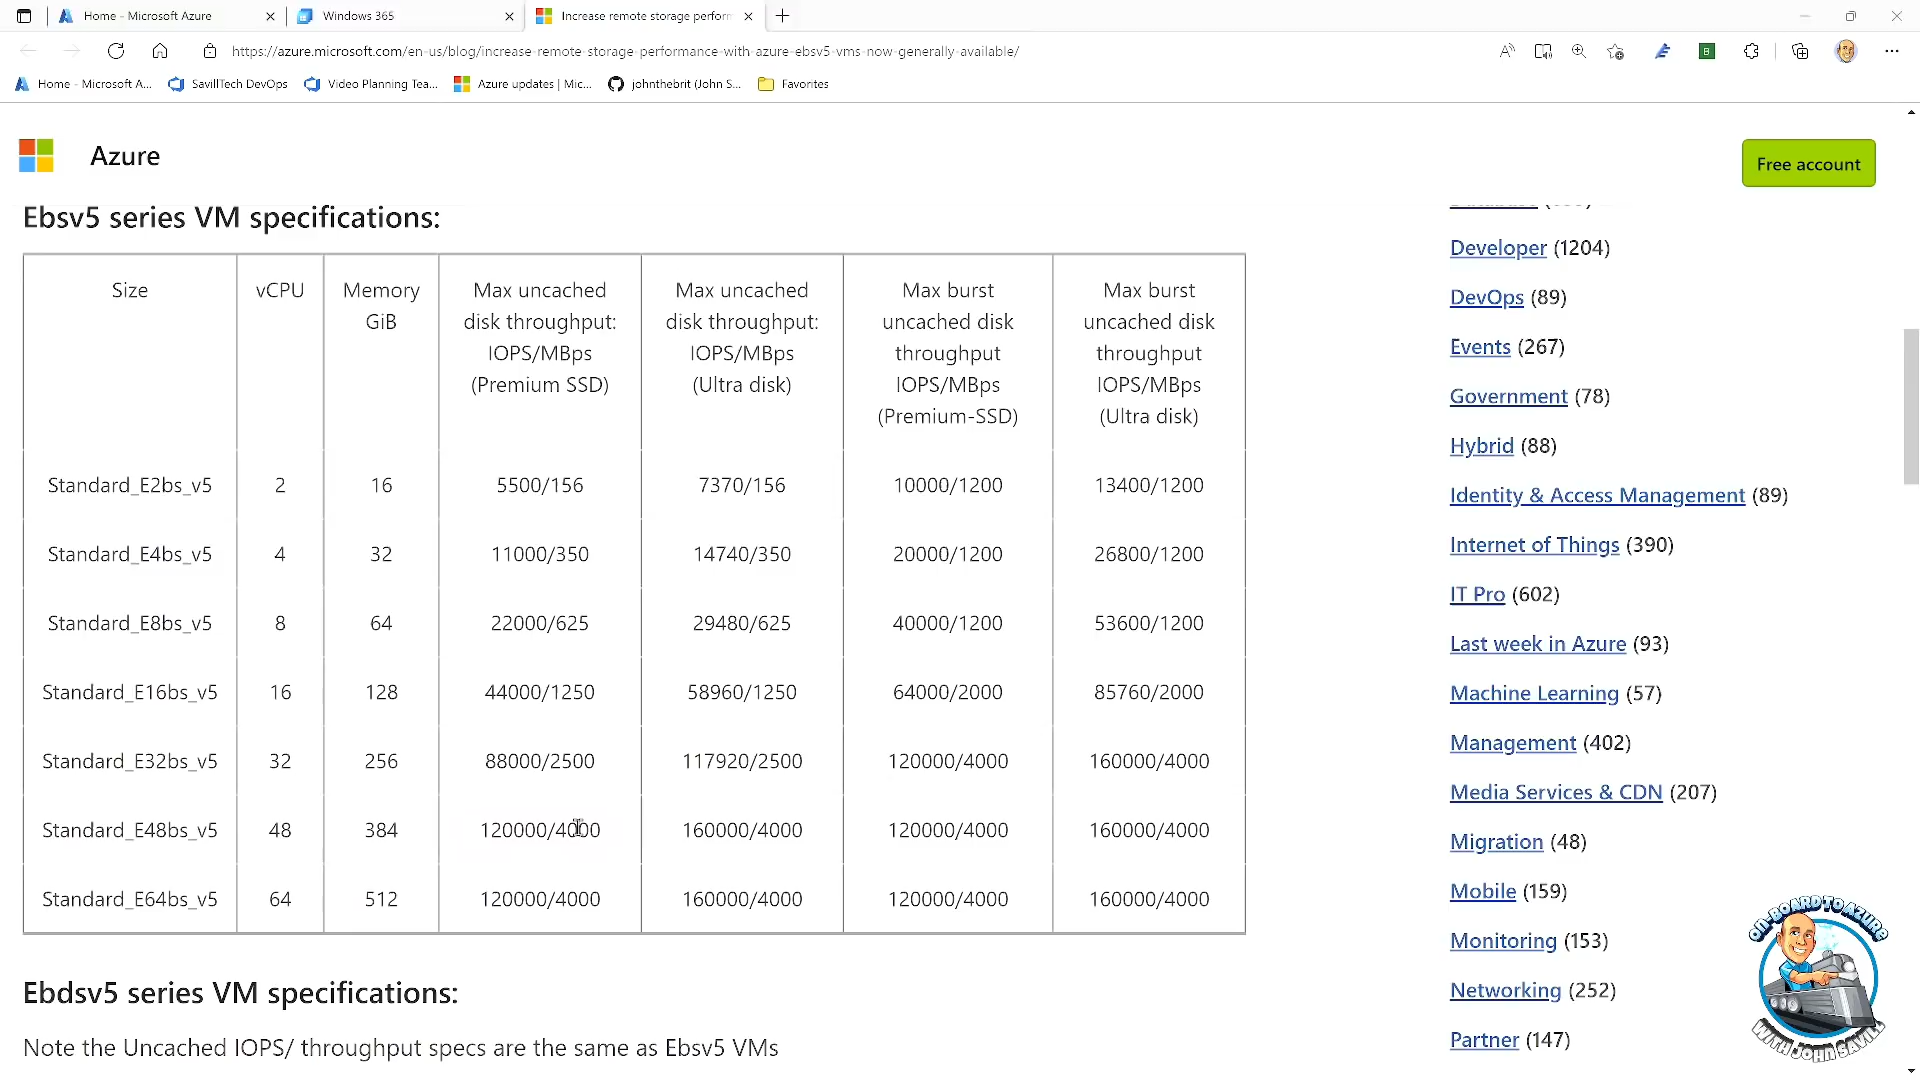 Home - Microsoft Azure
Windows 365
Increase remote storage perforr
https://azure.microsoft.com/en-us/blog/increase-remote-storage-performance-with-azure-ebsv5-vms-now-generally-available/
Home - Microsoft A...
SavillTech DevOps
Video Planning Tea...
Azure updates | Mic...
johnthebrit (John S...
Favorites
Azure
Free account
Ebsv5 series VM specifications:
Size
vCPU
Memory
GiB
Max uncached
disk throughput:
IOPS/MBps
(Premium SSD)
Max uncached
disk throughput:
IOPS/MBps
(Ultra disk)
Max burst
uncached disk
throughput
IOPS/MBps
(Premium-SSD)
Max burst
uncached disk
throughput
IOPS/MBps
(Ultra disk)
Standard_E2bs_v5 2 16 5500/156 7370/156 10000/1200 13400/1200
Standard_E4bs_v5 4 32 11000/350 14740/350 20000/1200 26800/1200
Standard_E8bs_v5 8 64 22000/625 29480/625 40000/1200 53600/1200
Standard_E16bs_v5 16 128 44000/1250 58960/1250 64000/2000 85760/2000
Standard_E32bs_v5 32 256 88000/2500 117920/2500 120000/4000 160000/4000
Standard_E48bs_v5 48 384 120000/4000 160000/4000 120000/4000 160000/4000
Standard_E64bs_v5 64 512 120000/4000 160000/4000 120000/4000 160000/4000
Ebdsv5 series VM specifications:
Note the Uncached IOPS/ throughput specs are the same as Ebsv5 VMs
Developer (1204)
DevOps (89)
Events (267)
Government (78)
Hybrid (88)
Identity & Access Management (89)
Internet of Things (390)
IT Pro (602)
Last week in Azure (93)
Machine Learning (57)
Management (402)
Media Services & CDN (207)
Migration (48)
Mobile (159)
Monitoring (153)
Networking (252)
Partner (147)
ON-BOARD TO AZURE
WITH JOHN SAVILL